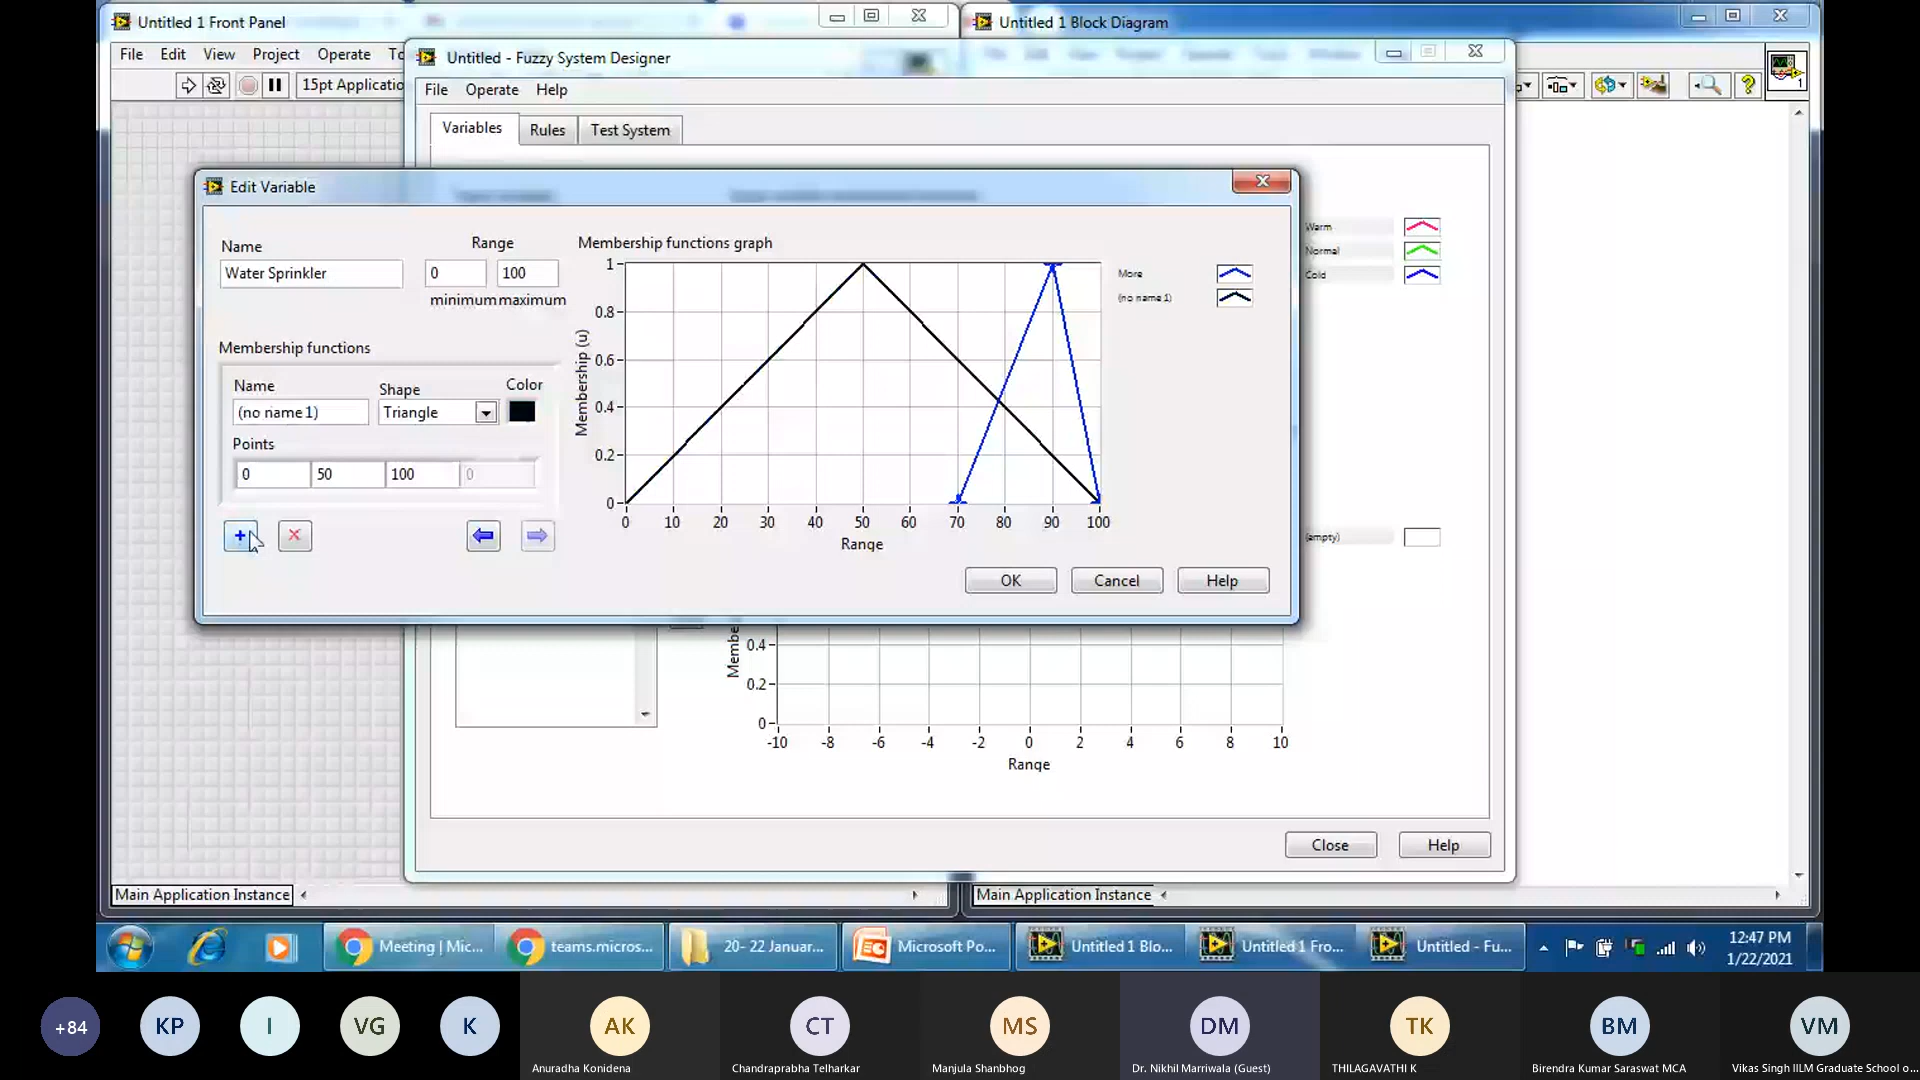 Untitled 1 Front Panel
File Edit View Project Operate To
15pt Applicatio
Untitled 1 Block Diagram
Untitled - Fuzzy System Designer
File Operate Help
Variables Rules Test System
Edit Variable
Name
Water Sprinkler
Range
0 100
minimum maximum
Membership functions
Name
(no name 1)
Shape
Triangle
Color
Points
0 50 100 0
+ ×
Membership functions graph
Membership (u)
1
0.8
0.6
0.4
0.2
0
0 10 20 30 40 50 60 70 80 90 100
Range
More
(no name 1)
OK Cancel Help
Warm
Normal
Cold
(empty)
Membe
0.4
0.2
0
-10 -8 -6 -4 -2 0 2 4 6 8 10
Range
Close Help
Main Application Instance
Main Application Instance
Meeting | Mic...
teams.micros...
20- 22 Januar...
Microsoft Po...
Untitled 1 Blo...
Untitled 1 Fro...
Untitled - Fu...
12:47 PM
1/22/2021
+84
KP
I
VG
K
AK
Anuradha Konidena
CT
Chandraprabha Telharkar
MS
Manjula Shanbhog
DM
Dr. Nikhil Marriwala (Guest)
TK
THILAGAVATHI K
BM
Birendra Kumar Saraswat MCA
VM
Vikas Singh IILM Graduate School o...